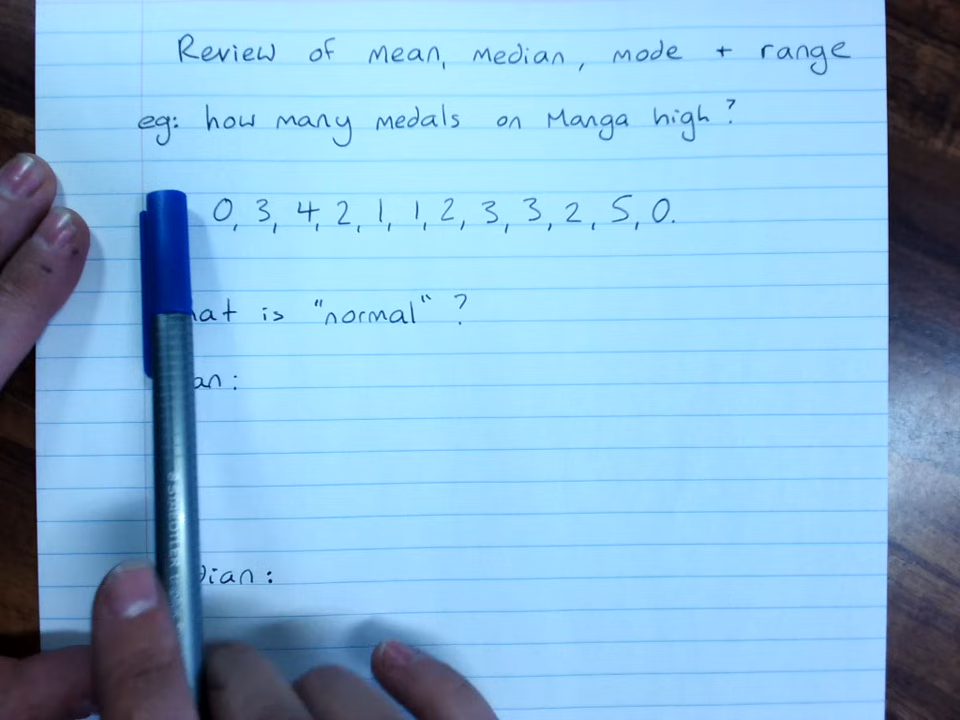 Review of mean, median, mode + range
eg: how many medals on Manga high?
0, 3, 4, 2, 1, 1, 2, 3, 3, 2, 5, 0.
hat is "normal" ?
an:
dian: